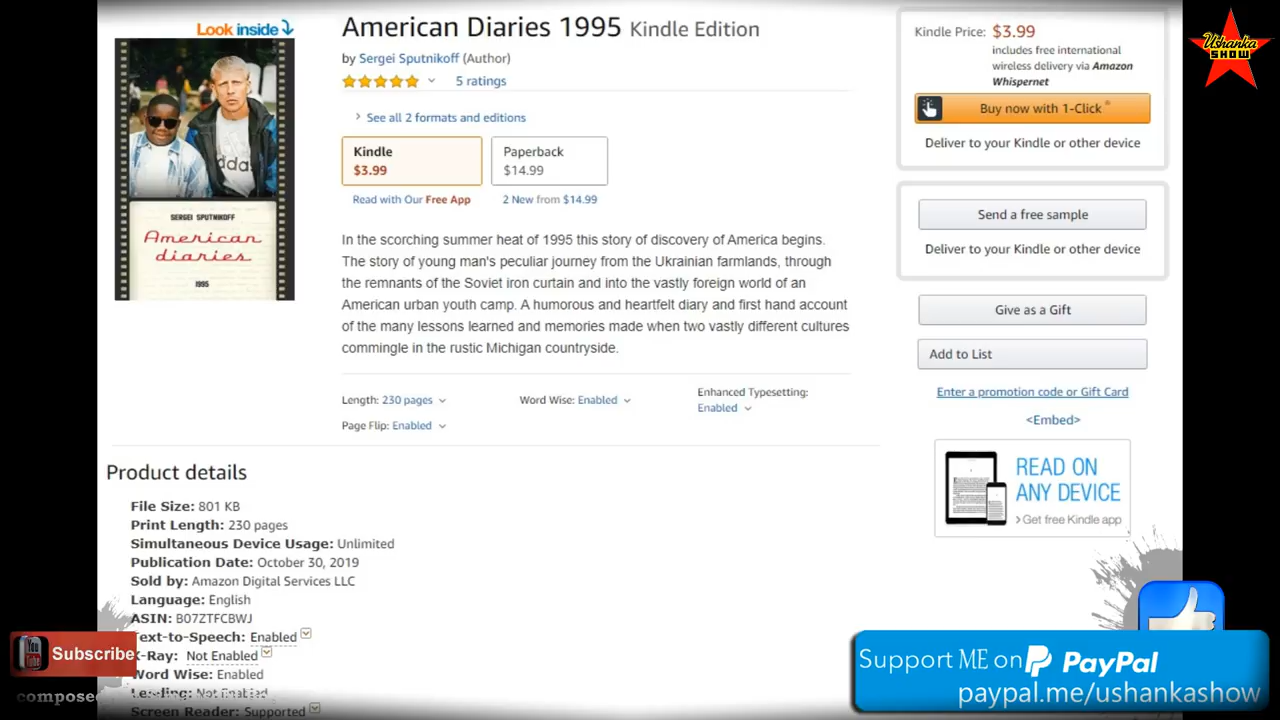 Look inside
American Diaries 1995 Kindle Edition
by Sergei Sputnikoff (Author)
5 ratings
See all 2 formats and editions
Kindle
$3.99
Paperback
$14.99
Read with Our Free App
2 New from $14.99
In the scorching summer heat of 1995 this story of discovery of America begins.
The story of young man's peculiar journey from the Ukrainian farmlands, through
the remnants of the Soviet iron curtain and into the vastly foreign world of an
American urban youth camp. A humorous and heartfelt diary and first hand account
of the many lessons learned and memories made when two vastly different cultures
commingle in the rustic Michigan countryside.
Length: 230 pages
Word Wise: Enabled
Enhanced Typesetting:
Enabled
Page Flip: Enabled
adidas
SERGEI SPUTNIKOFF
American
diaries
1995
Product details
File Size: 801 KB
Print Length: 230 pages
Simultaneous Device Usage: Unlimited
Publication Date: October 30, 2019
Sold by: Amazon Digital Services LLC
Language: English
ASIN: B07ZTFCBWJ
Text-to-Speech: Enabled
X-Ray: Not Enabled
Word Wise: Enabled
Lending: Not Enabled
Screen Reader: Supported
Kindle Price: $3.99
includes free international
wireless delivery via Amazon
Whispernet
Buy now with 1-Click ®
Deliver to your Kindle or other device
Send a free sample
Deliver to your Kindle or other device
Give as a Gift
Add to List
Enter a promotion code or Gift Card
<Embed>
READ ON
ANY DEVICE
Get free Kindle app
Ushanka
SHOW
You
Tube
Subscribe
compose
Support ME on PayPal
paypal.me/ushankashow